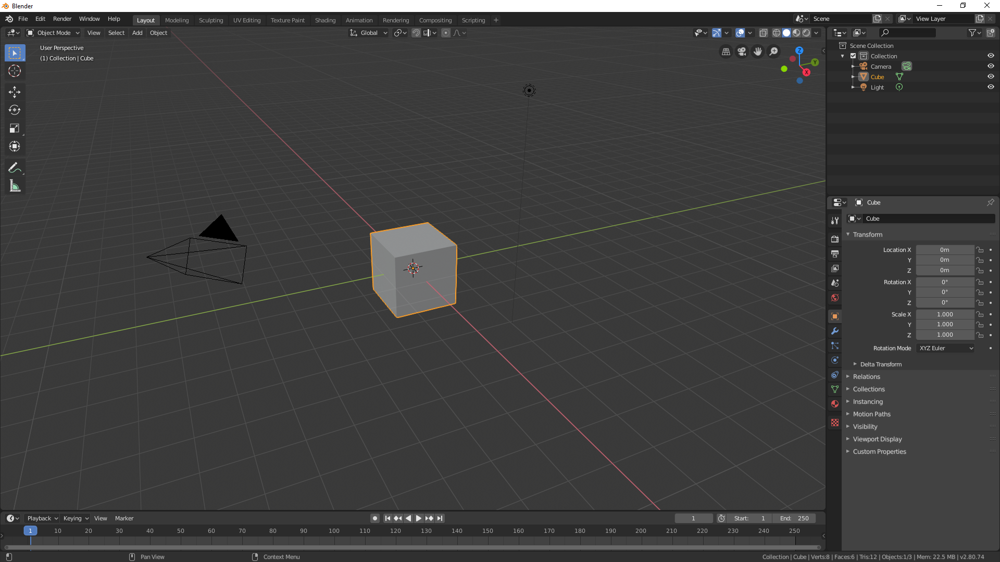 Blender
File Edit Render Window Help Layout Modeling Sculpting UV Editing Texture Paint Shading Animation Rendering Compositing Scripting + Scene View Layer
Object Mode View Select Add Object Global
User Perspective
(1) Collection | Cube
Z
Y
X
Scene Collection
Collection
Camera
Cube
Light
Cube
Cube
Transform
Location X 0m
Y 0m
Z 0m
Rotation X 0°
Y 0°
Z 0°
Scale X 1.000
Y 1.000
Z 1.000
Rotation Mode XYZ Euler
Delta Transform
Relations
Collections
Instancing
Motion Paths
Visibility
Viewport Display
Custom Properties
Playback Keying View Marker 1 Start: 1 End: 250
1 10 20 30 40 50 60 70 80 90 100 110 120 130 140 150 160 170 180 190 200 210 220 230 240 250
Pan View Context Menu Collection | Cube | Verts:8 | Faces:6 | Tris:12 | Objects:1/3 | Mem: 22.5 MB | v2.80.74